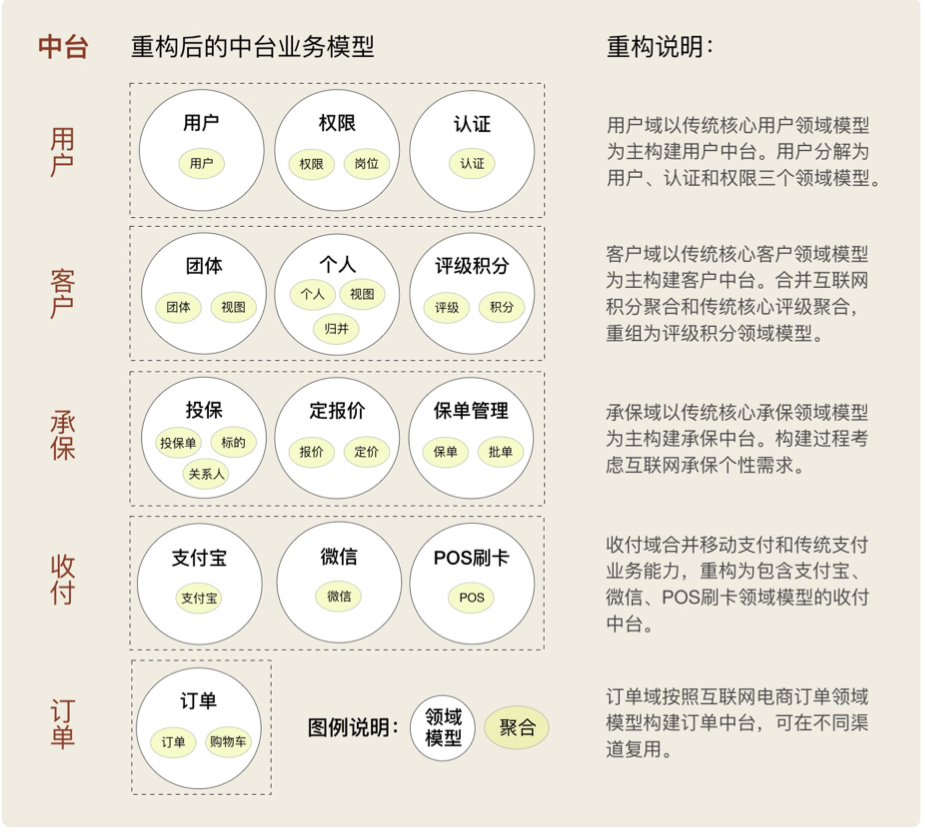 中台
重构后的中台业务模型
重构说明：
用户
用户
用户
权限
权限
岗位
认证
认证
用户域以传统核心用户领域模型
为主构建用户中台。用户分解为
用户、认证和权限三个领域模型。
客户
团体
团体
视图
个人
个人
视图
归并
评级积分
评级
积分
客户域以传统核心客户领域模型
为主构建客户中台。合并互联网
积分聚合和传统核心评级聚合，
重组为评级积分领域模型。
承保
投保
投保单
标的
关系人
定报价
报价
定价
保单管理
保单
批单
承保域以传统核心承保领域模型
为主构建承保中台。构建过程考
虑互联网承保个性需求。
收付
支付宝
支付宝
微信
微信
POS刷卡
POS
收付域合并移动支付和传统支付
业务能力，重构为包含支付宝、
微信、POS刷卡领域模型的收付
中台。
订单
订单
订单
购物车
图例说明：
领域
模型
聚合
订单域按照互联网电商订单领域
模型构建订单中台，可在不同渠
道复用。